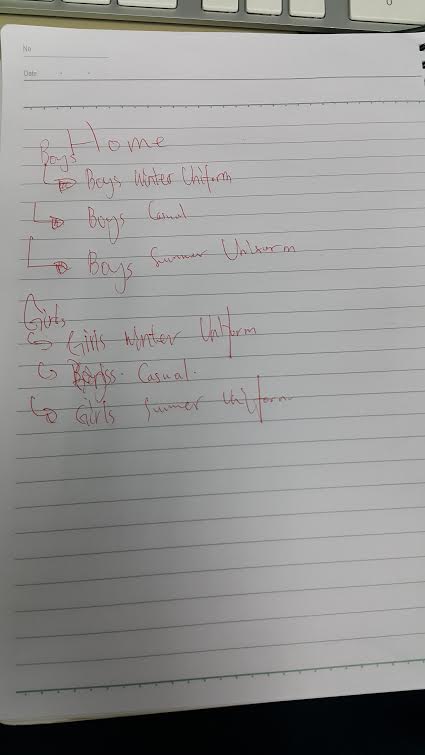 No
Date
Home
Boys
Boys Winter Uniform
Boys Casual
Boys Summer Uniform
Girls
Girls Winter Uniform
Casual.
Girls Summer Uniform